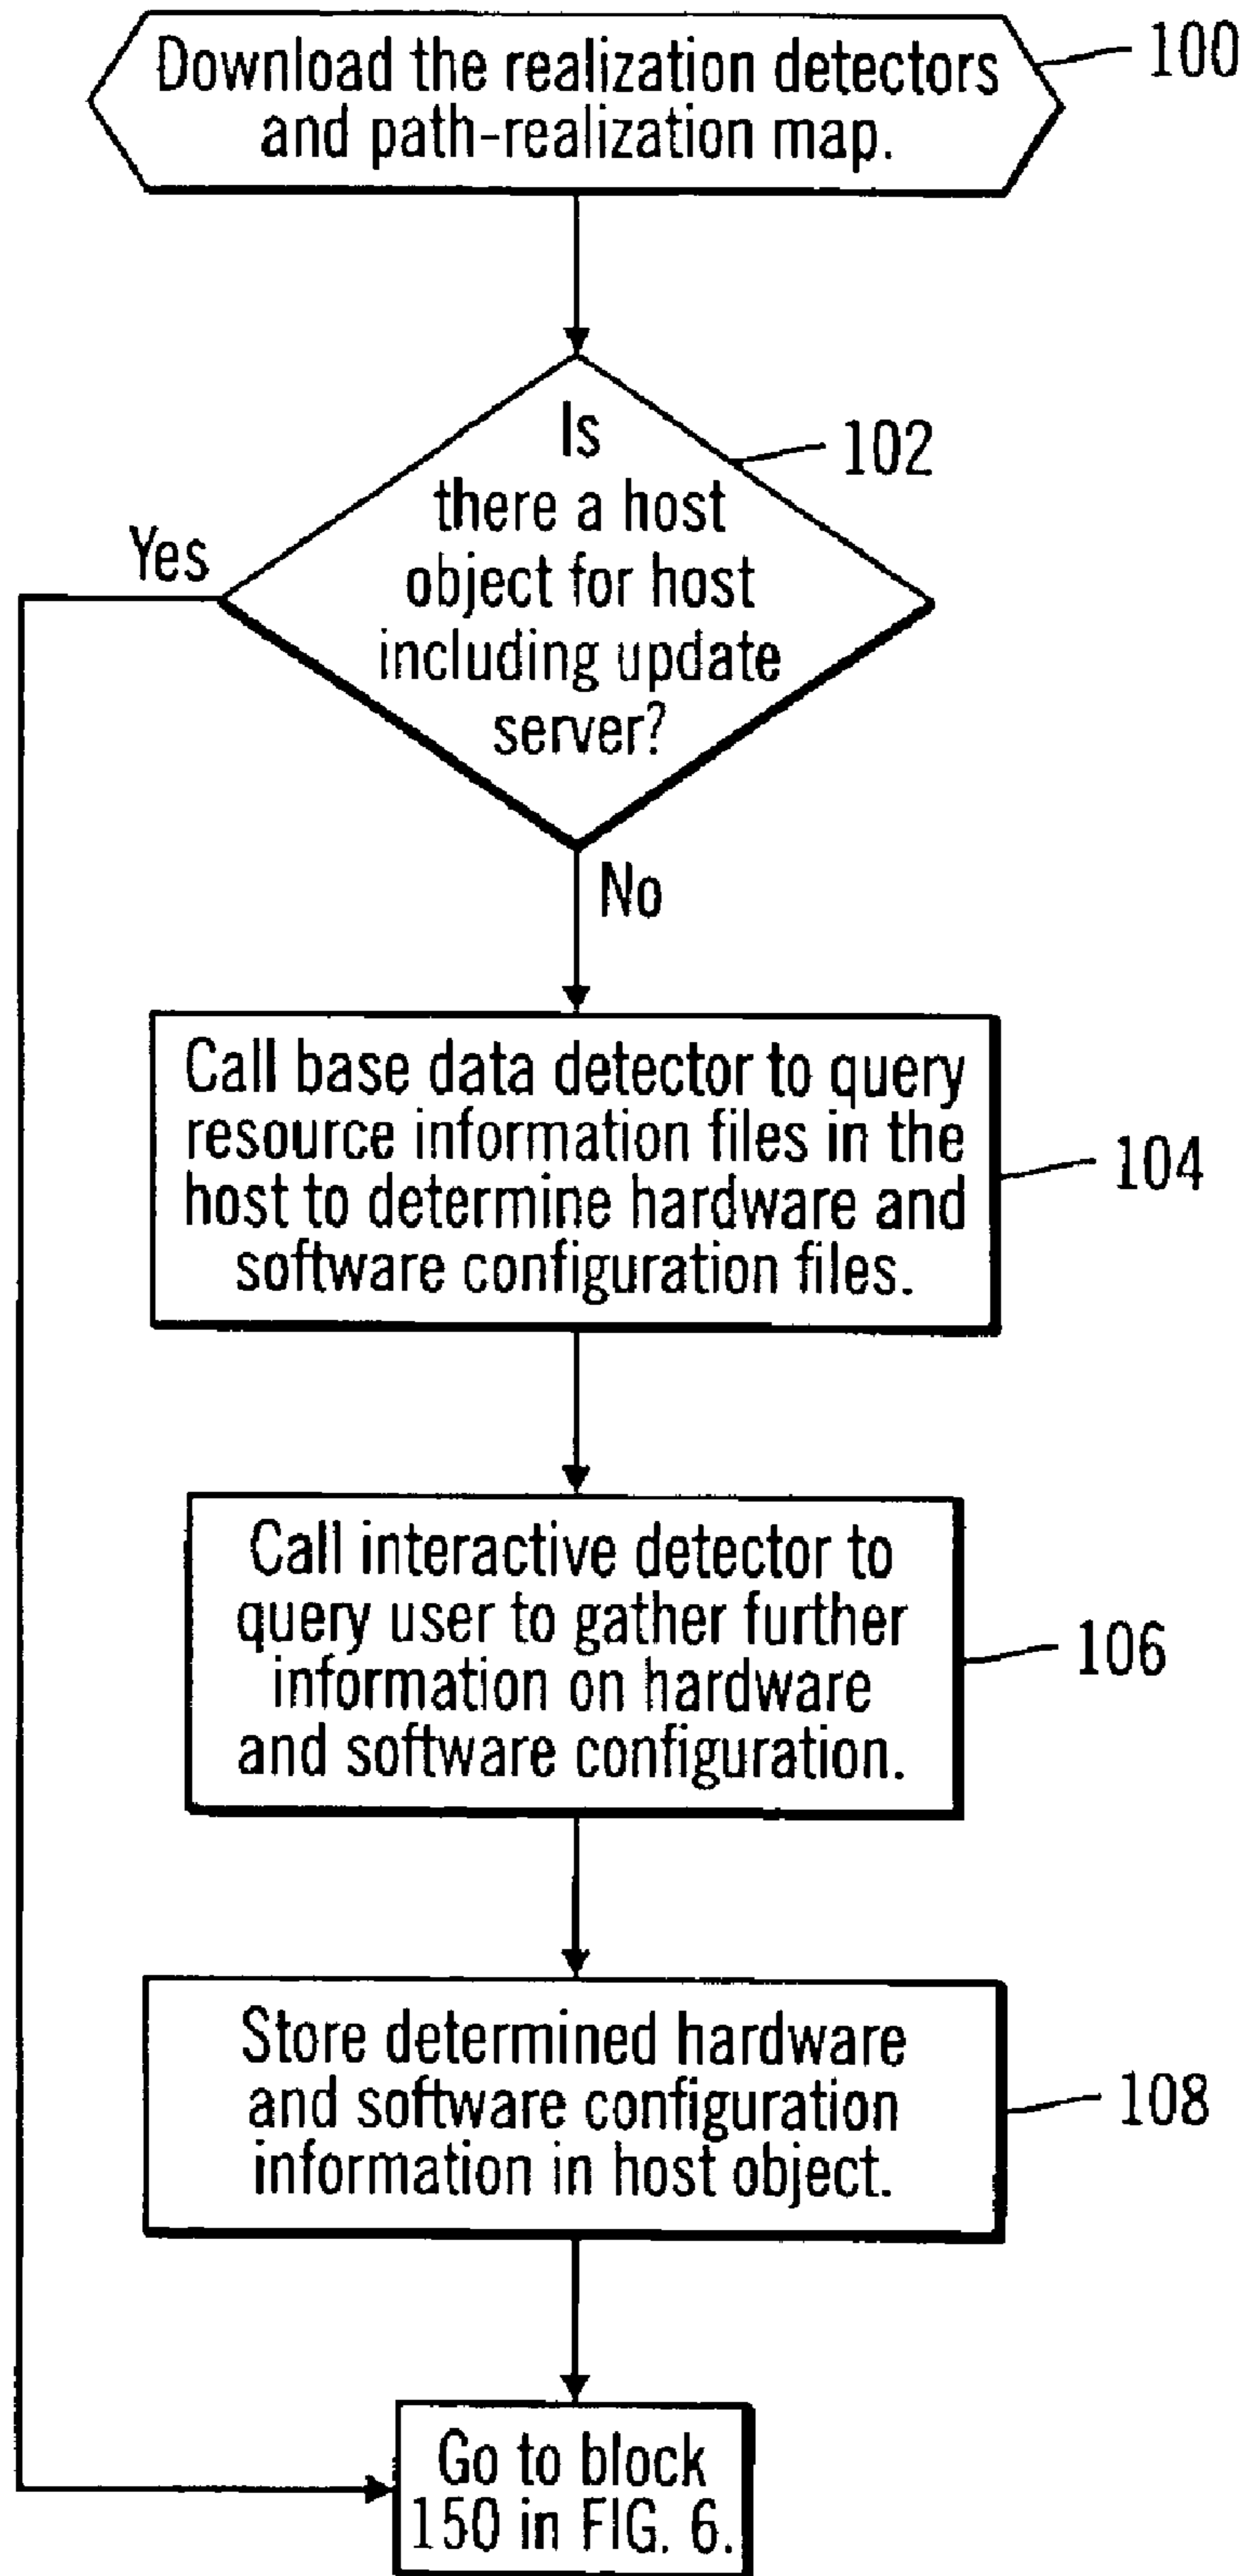 Download the realization detectors
and path-realization map.
100
Is
there a host
object for host
including update
server?
102
Yes
No
Call base data detector to query
resource information files in the
host to determine hardware and
software configuration files.
104
Call interactive detector to
query user to gather further
information on hardware
and software configuration.
106
Store determined hardware
and software configuration
information in host object.
108
Go to block
150 in FIG. 6.